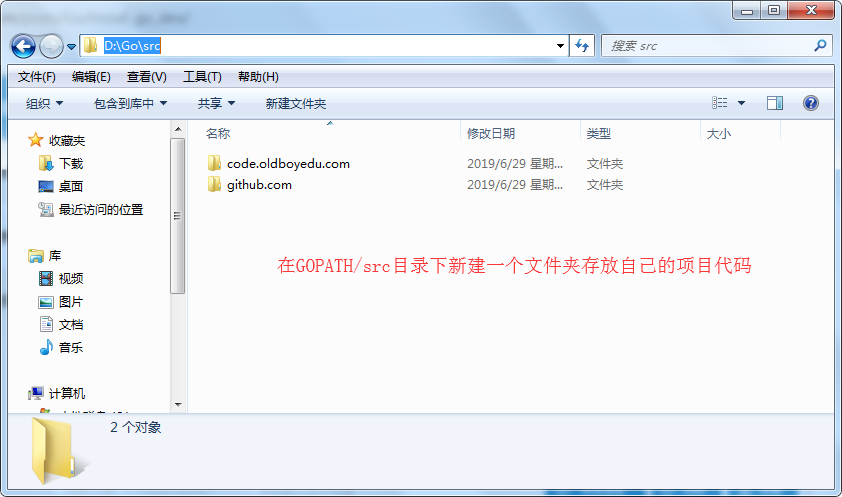 D:\Go\src
搜索 src
文件(F) 编辑(E) 查看(V) 工具(T) 帮助(H)
组织 包含到库中 共享 新建文件夹
名称 修改日期 类型 大小
收藏夹
下载
桌面
最近访问的位置
库
视频
图片
文档
音乐
计算机
code.oldboyedu.com 2019/6/29 星期... 文件夹
github.com 2019/6/29 星期... 文件夹
在GOPATH/src目录下新建一个文件夹存放自己的项目代码
2 个对象